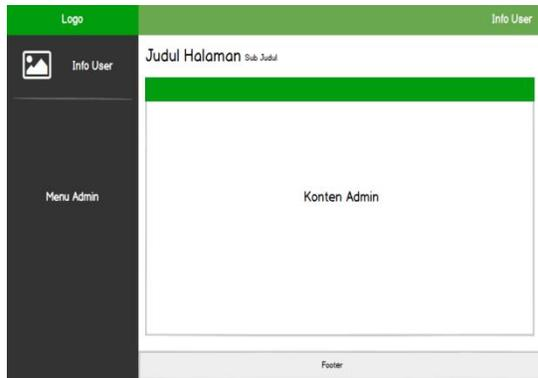 Logo
Info User
Info User
Judul Halaman Sub Judul
Menu Admin
Konten Admin
Footer